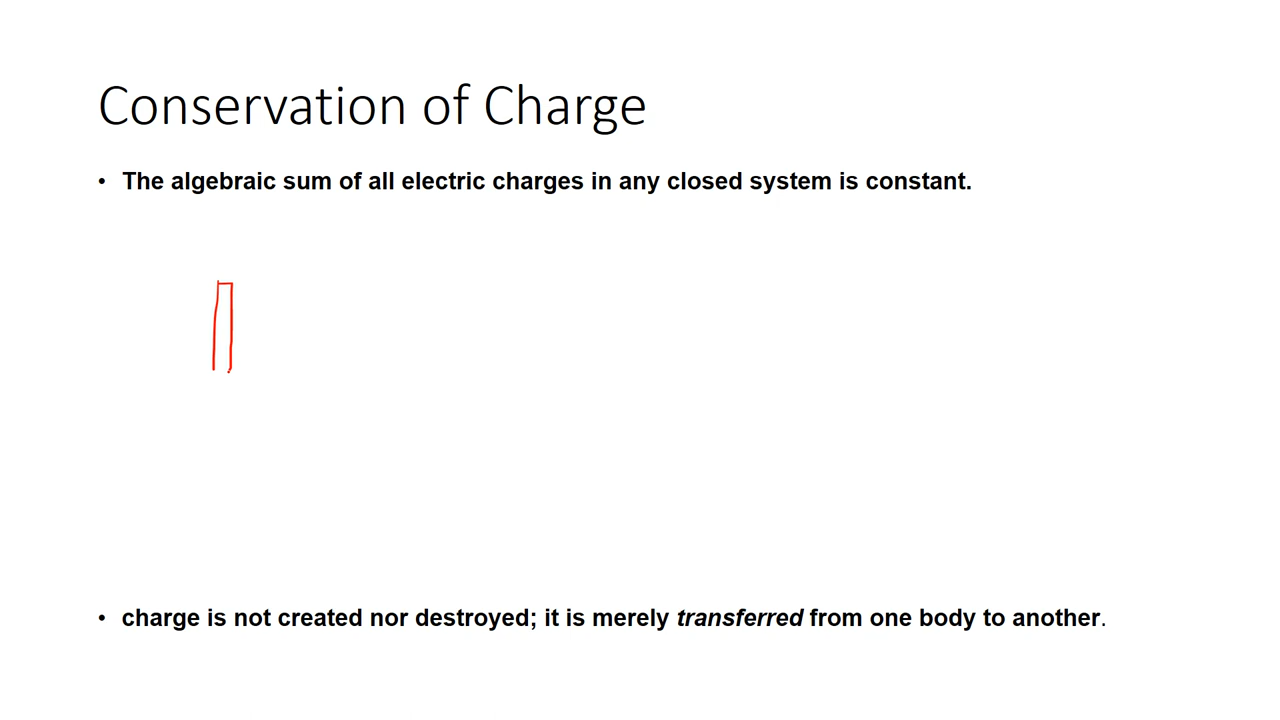 Conservation of Charge
• The algebraic sum of all electric charges in any closed system is constant.
• charge is not created nor destroyed; it is merely transferred from one body to another.